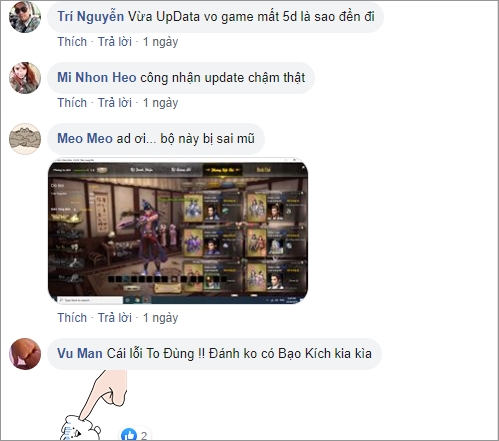 Trí Nguyễn Vừa UpData vo game mất 5d là sao đền đi
Thích · Trả lời · 1 ngày
Mi Nhon Heo công nhận update chậm thật
Thích · Trả lời · 1 ngày
Meo Meo ad ơi... bộ này bị sai mũ
Thích · Trả lời · 1 ngày
Vu Man Cái lỗi To Đùng !! Đánh ko có Bạo Kích kia kìa
2